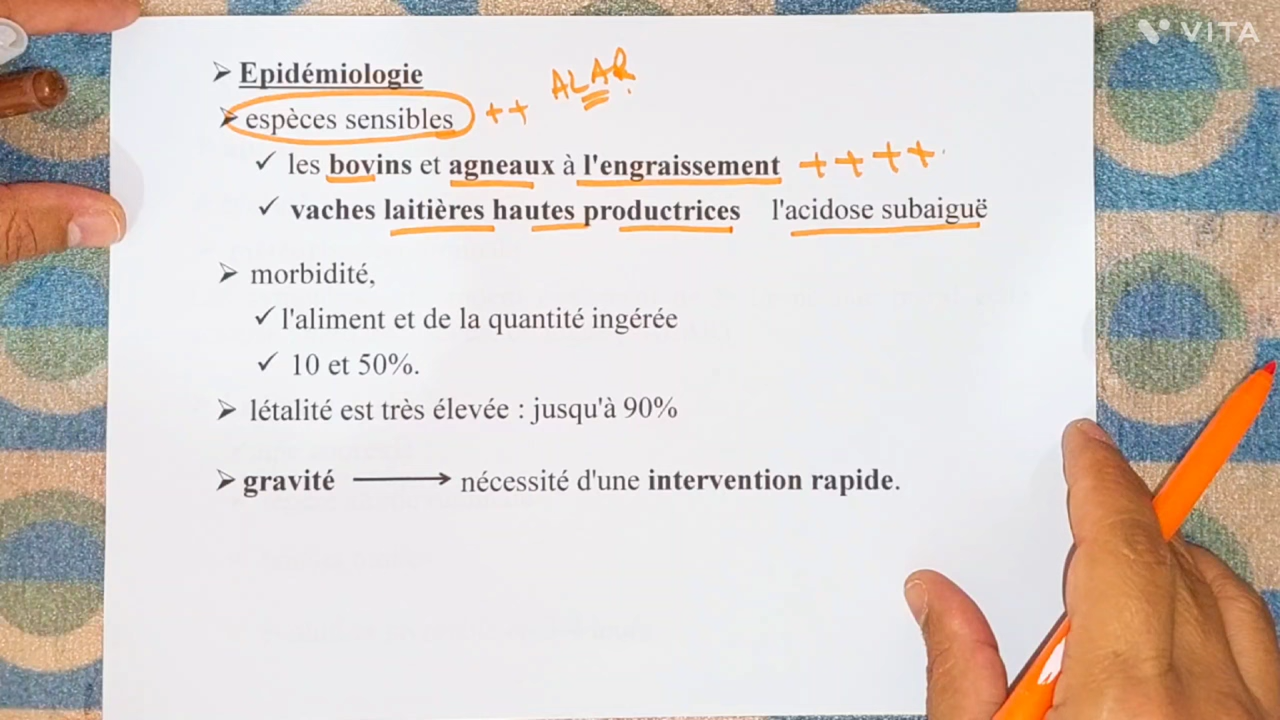 VITA
➢ Epidémiologie
ALAR
➢ espèces sensibles ++
✓ les bovins et agneaux à l'engraissement ++++
✓ vaches laitières hautes productrices l'acidose subaiguë
➢ morbidité,
✓ l'aliment et de la quantité ingérée
✓ 10 et 50%.
➢ létalité est très élevée : jusqu'à 90%
➢ gravité ⟶ nécessité d'une intervention rapide.